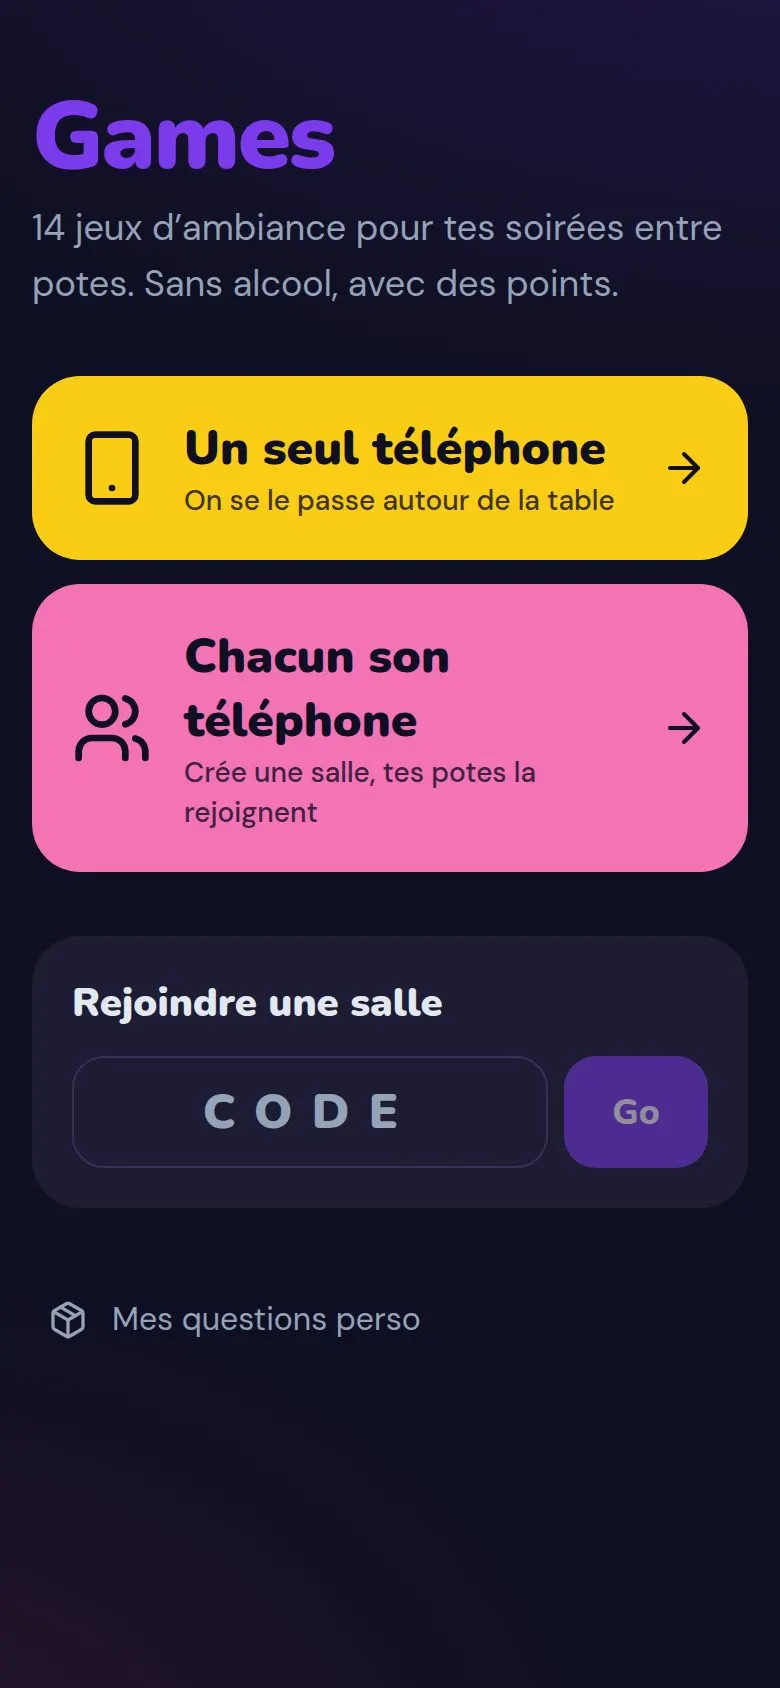 Games
14 jeux d’ambiance pour tes soirées entre
potes. Sans alcool, avec des points.
Un seul téléphone
On se le passe autour de la table
Chacun son
téléphone
Crée une salle, tes potes la
rejoignent
Rejoindre une salle
CODE
Go
Mes questions perso